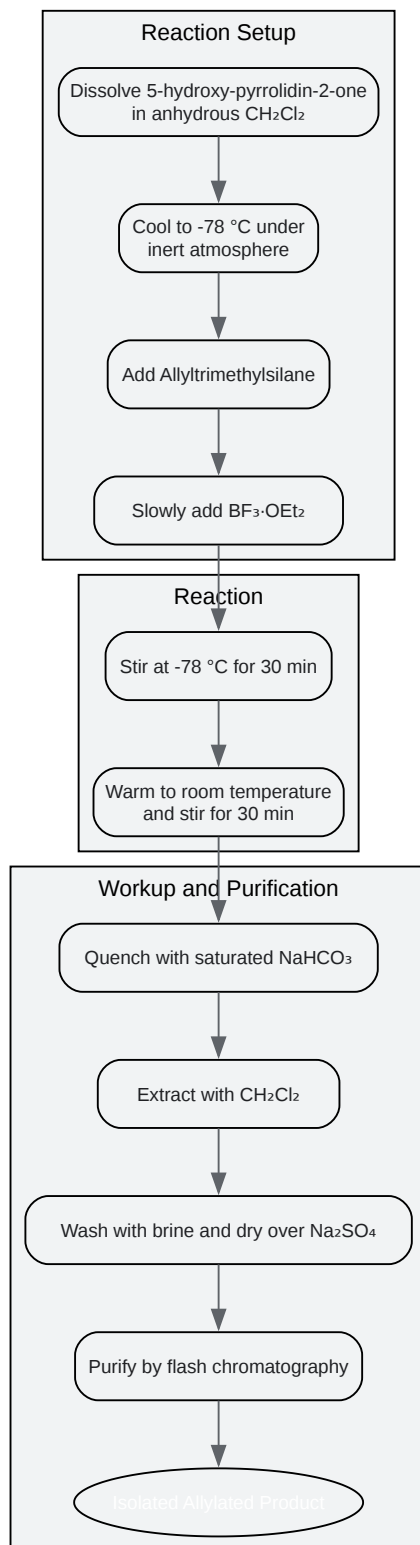 Reaction Setup
Dissolve 5-hydroxy-pyrrolidin-2-one
in anhydrous CH₂Cl₂
Cool to -78 °C under
inert atmosphere
Add Allyltrimethylsilane
Slowly add BF₃·OEt₂
Reaction
Stir at -78 °C for 30 min
Warm to room temperature
and stir for 30 min
Workup and Purification
Quench with saturated NaHCO₃
Extract with CH₂Cl₂
Wash with brine and dry over Na₂SO₄
Purify by flash chromatography
Isolated Allylated Product